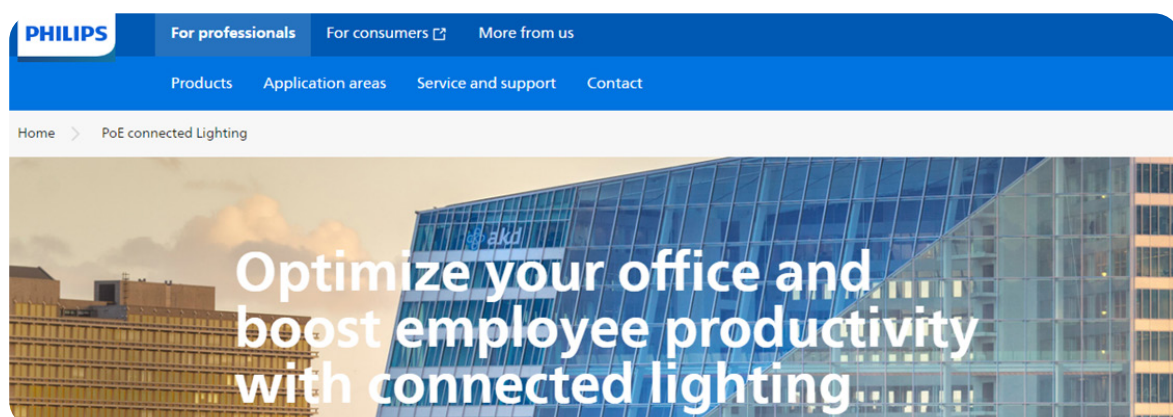 PHILIPS
For professionals For consumers More from us
Products Application areas Service and support Contact
Home > PoE connected Lighting
akd
Optimize your office and
boost employee productivity
with connected lighting